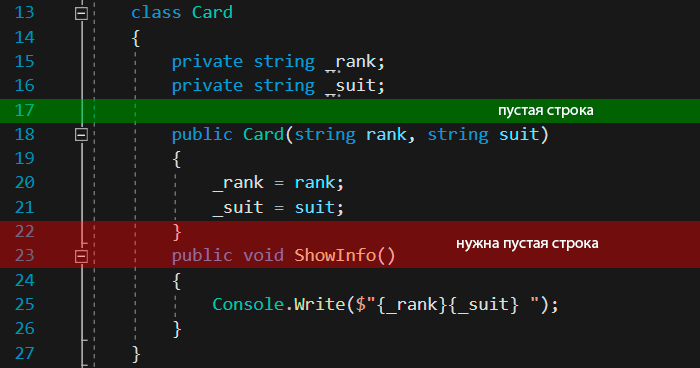 13 class Card
14 {
15 private string _rank;
16 private string _suit;
17 пустая строка
18 public Card(string rank, string suit)
19 {
20 _rank = rank;
21 _suit = suit;
22 }
нужна пустая строка
23 public void ShowInfo()
24 {
25 Console.Write($"{_rank}{_suit} ");
26 }
27 }